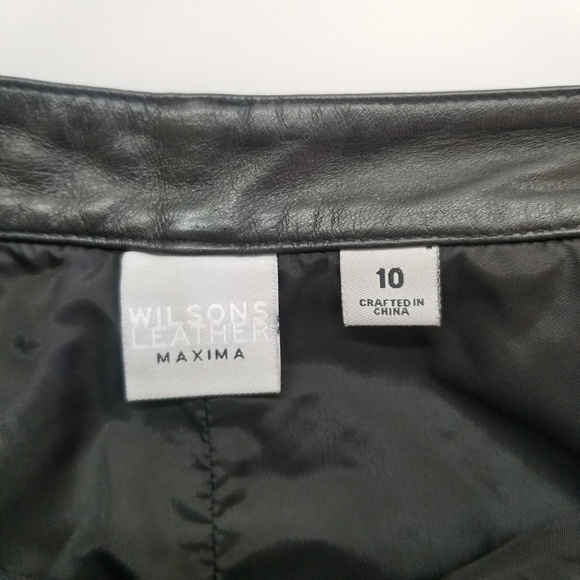 WILSONS
LEATHER
MAXIMA
10
CRAFTED IN
CHINA